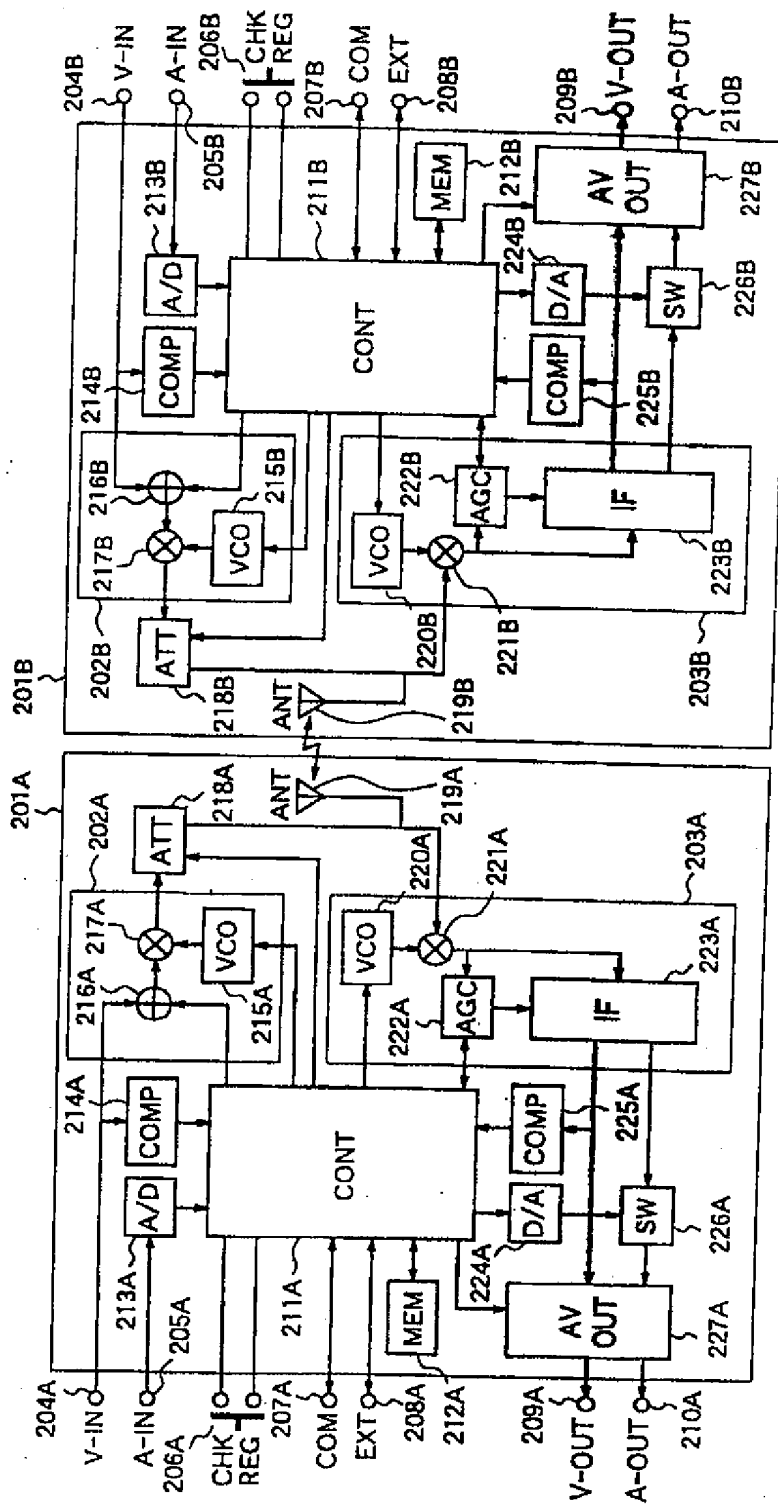 201A
201B
204A
V-IN
A-IN
205A
206A
CHK
REG
207A
COM
EXT
208A
212A
MEM
213A
A/D
214A
COMP
211A
CONT
202A
216A
217A
VCO
215A
218A
ATT
ANT
219A
220A
VCO
221A
222A
AGC
IF
223A
203A
COMP
225A
224A
D/A
SW
226A
AV
OUT
227A
209A
V-OUT
A-OUT
210A
204B
V-IN
A-IN
205B
206B
CHK
REG
207B
COM
EXT
208B
MEM
212B
213B
A/D
214B
COMP
211B
CONT
202B
216B
217B
VCO
215B
218B
ATT
ANT
219B
220B
VCO
221B
222B
AGC
IF
223B
203B
COMP
225B
224B
D/A
SW
226B
AV
OUT
227B
209B
V-OUT
A-OUT
210B